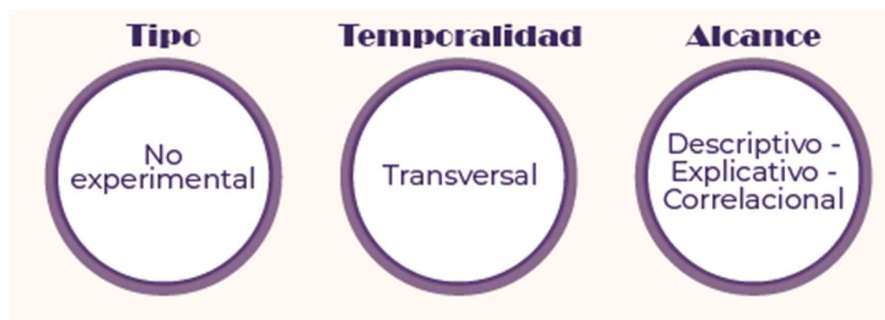 Tipo
Temporalidad
Alcance
No
experimental
Transversal
Descriptivo -
Explicativo -
Correlacional